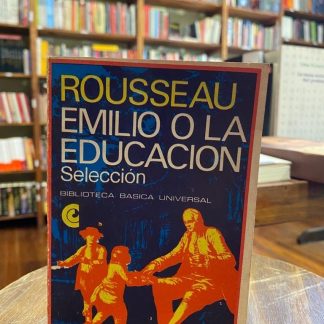 ROUSSEAU
EMILIO O LA
EDUCACION
Selección
BIBLIOTECA BASICA UNIVERSAL